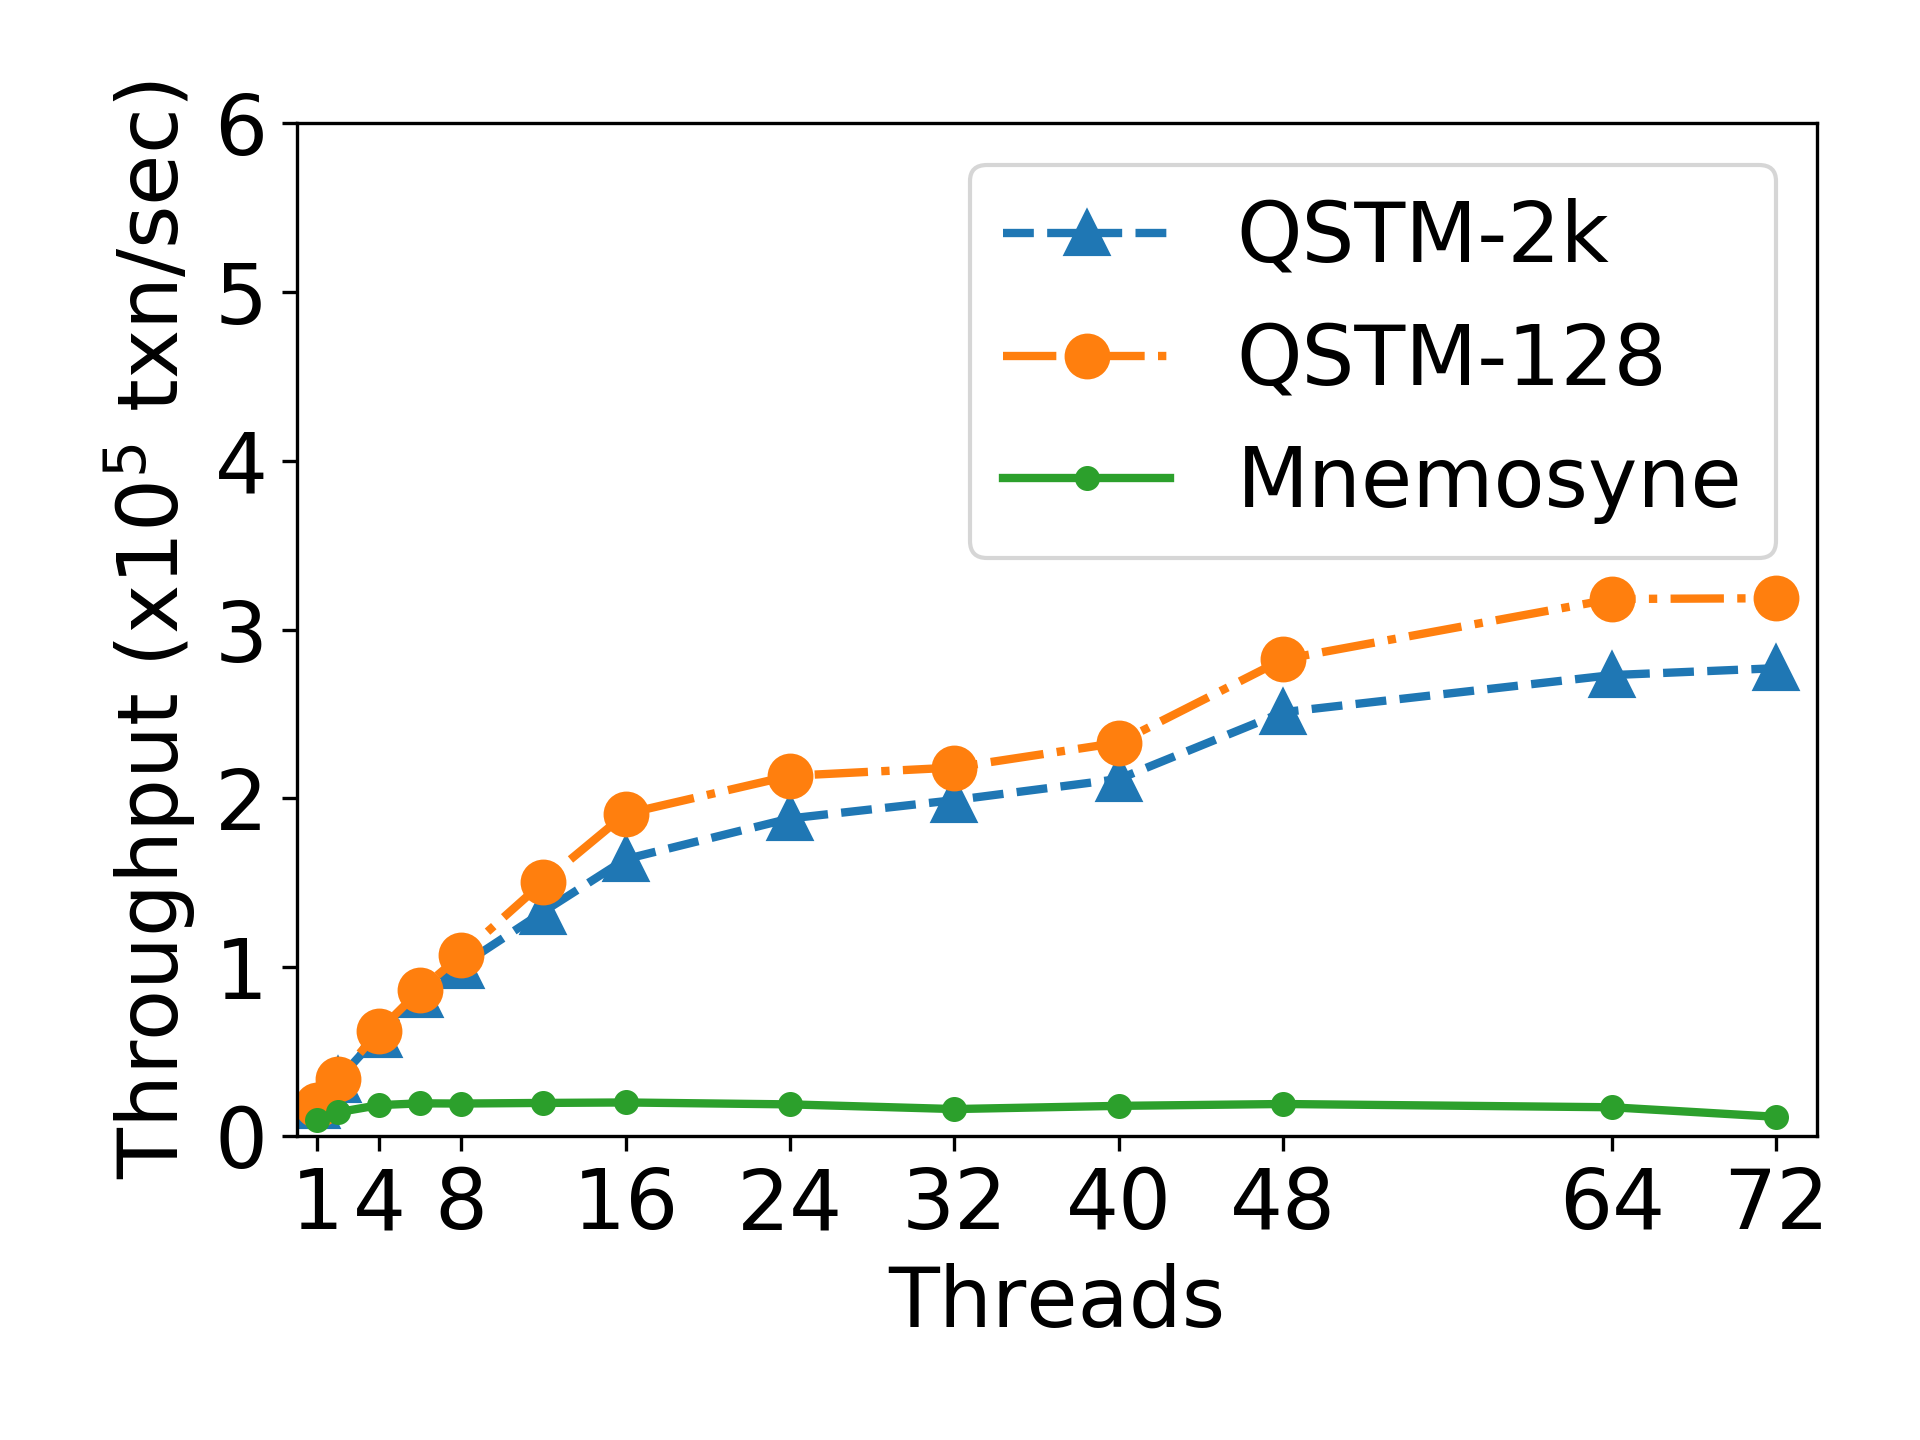 Throughput (x10⁵ txn/sec)
6
5
4
3
2
1
0
QSTM-2k
QSTM-128
Mnemosyne
1 4 8 16 24 32 40 48 64 72
Threads